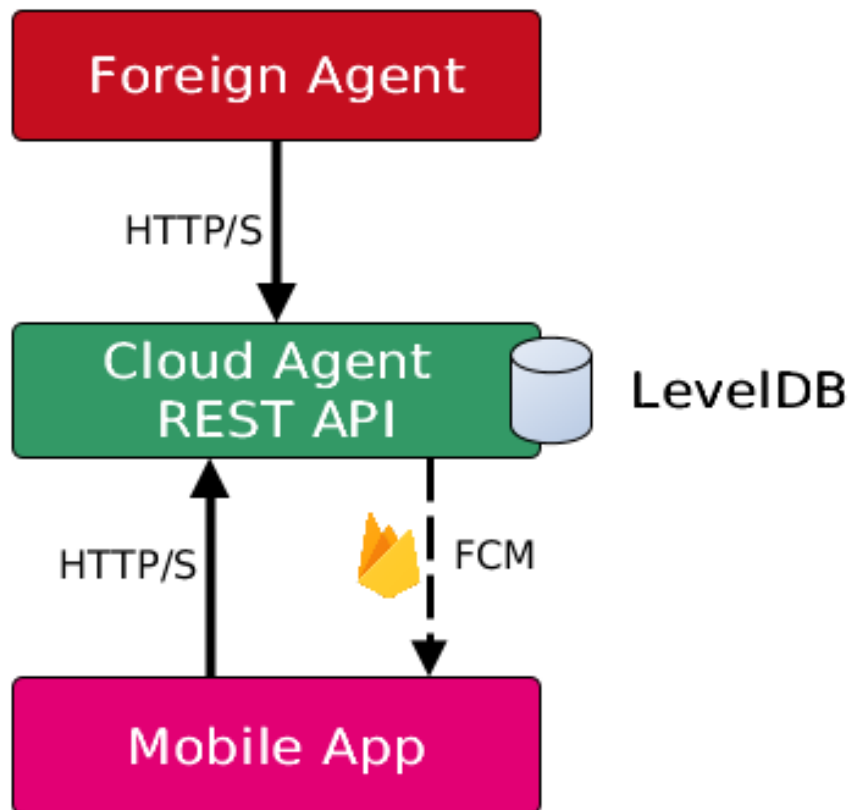 Foreign Agent
HTTP/S
Cloud Agent
REST API
LevelDB
HTTP/S
FCM
Mobile App